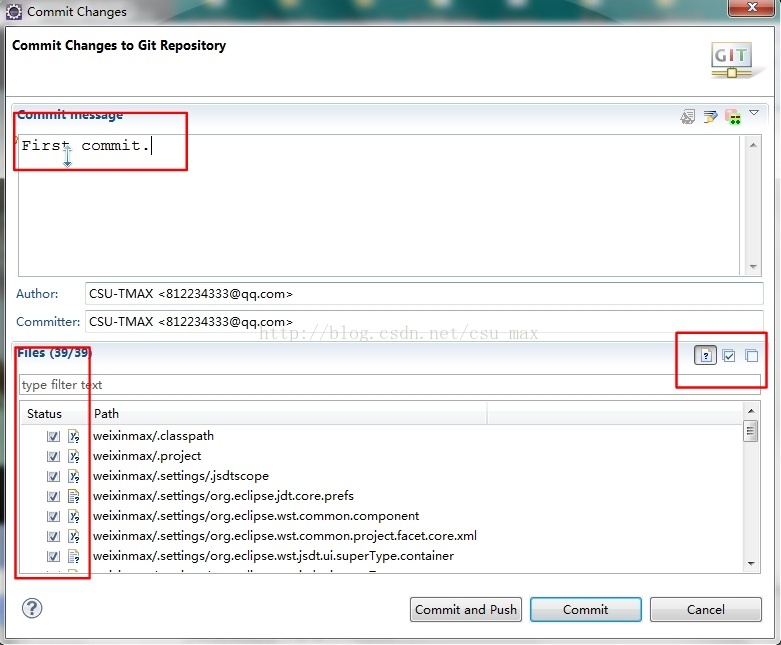 Commit Changes
Commit Changes to Git Repository
GIT
Commit message
First commit.
Author: CSU-TMAX <812234333@qq.com>
Committer: CSU-TMAX <812234333@qq.com>
http://blog.csdn.net/csu_max
Files (39/39)
type filter text
Status Path
weixinmax/.classpath
weixinmax/.project
weixinmax/.settings/.jsdtscope
weixinmax/.settings/org.eclipse.jdt.core.prefs
weixinmax/.settings/org.eclipse.wst.common.component
weixinmax/.settings/org.eclipse.wst.common.project.facet.core.xml
weixinmax/.settings/org.eclipse.wst.jsdt.ui.superType.container
Commit and Push Commit Cancel